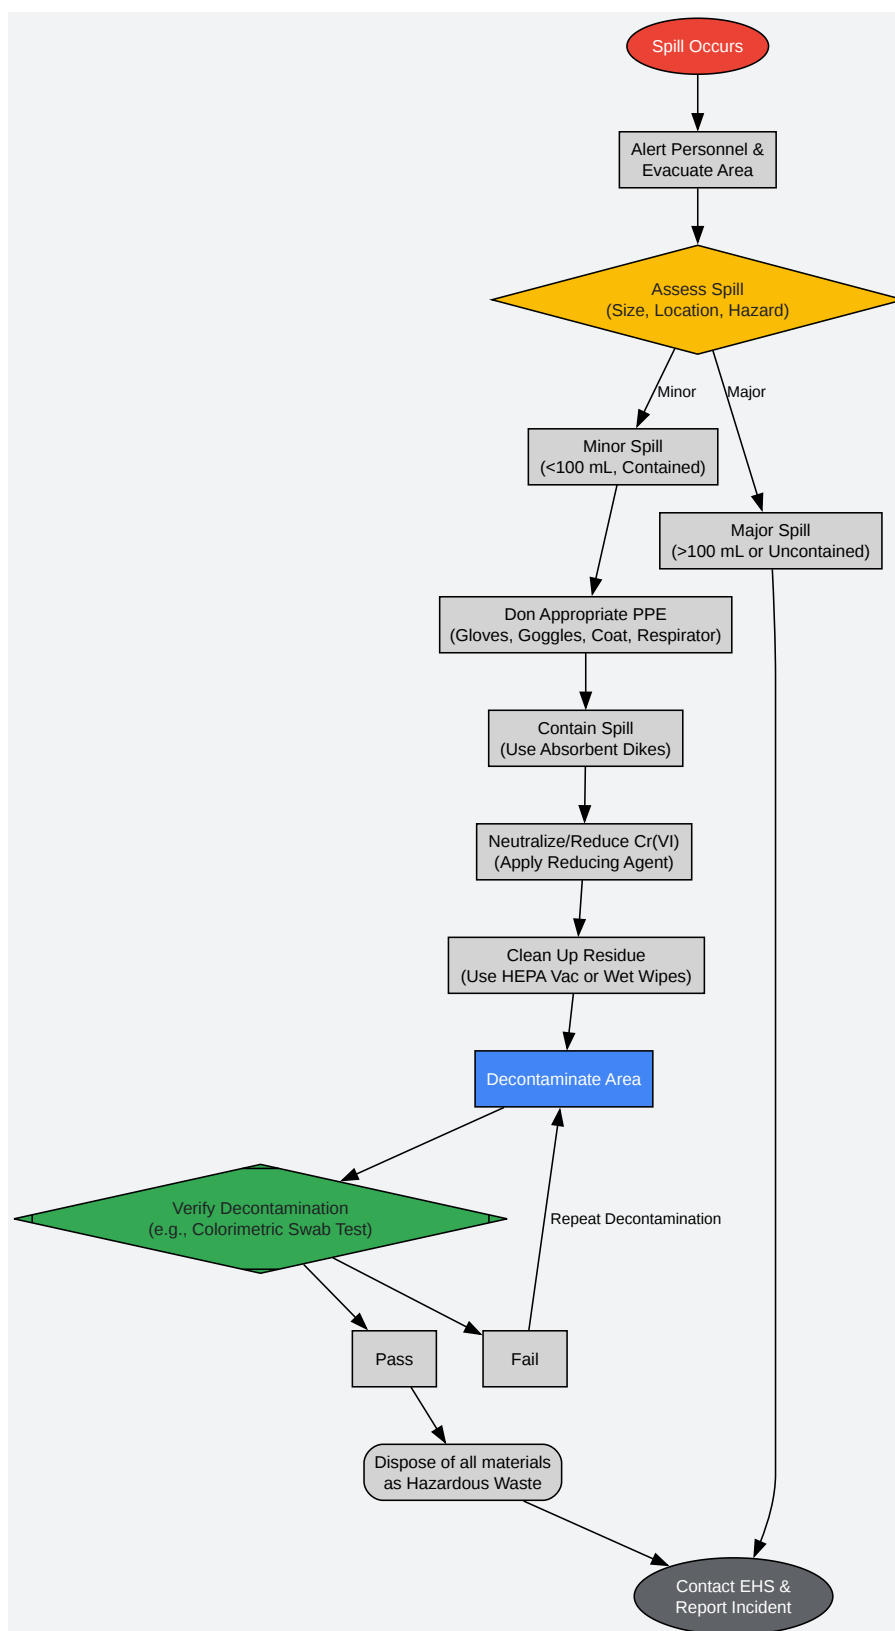 Spill Occurs
Alert Personnel &
Evacuate Area
Assess Spill
(Size, Location, Hazard)
Minor
Major
Minor Spill
(<100 mL, Contained)
Major Spill
(>100 mL or Uncontained)
Don Appropriate PPE
(Gloves, Goggles, Coat, Respirator)
Contain Spill
(Use Absorbent Dikes)
Neutralize/Reduce Cr(VI)
(Apply Reducing Agent)
Clean Up Residue
(Use HEPA Vac or Wet Wipes)
Decontaminate Area
Verify Decontamination
(e.g., Colorimetric Swab Test)
Repeat Decontamination
Pass
Fail
Dispose of all materials
as Hazardous Waste
Contact EHS &
Report Incident